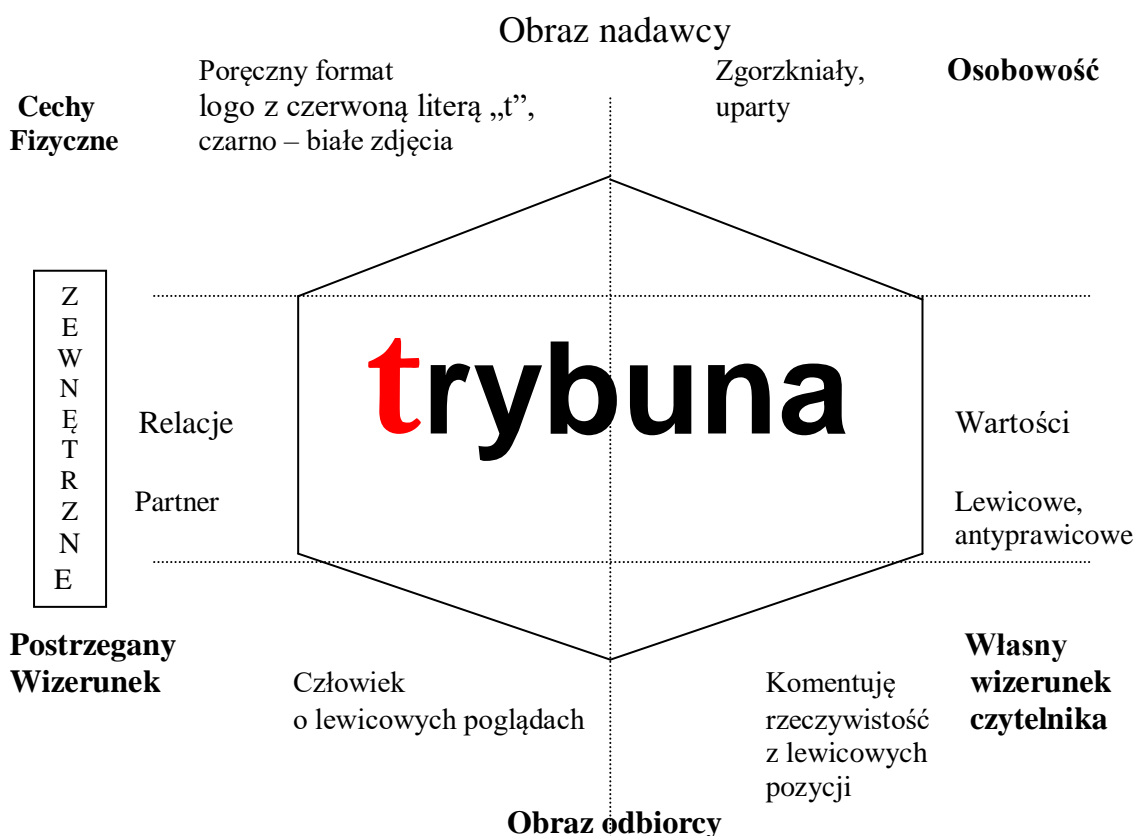 Obraz nadawcy
Cechy
Fizyczne
Poręczny format
logo z czerwoną literą „t”,
czarno – białe zdjęcia
Zgorzkniały,
uparty
Osobowość
Z
E
W
N
Ę
T
R
Z
N
E
Relacje
Partner
trybuna
Wartości
Lewicowe,
antyprawicowe
Postrzegany
Wizerunek
Człowiek
o lewicowych poglądach
Komentuję
rzeczywistość
z lewicowych
pozycji
Własny
wizerunek
czytelnika
Obraz odbiorcy